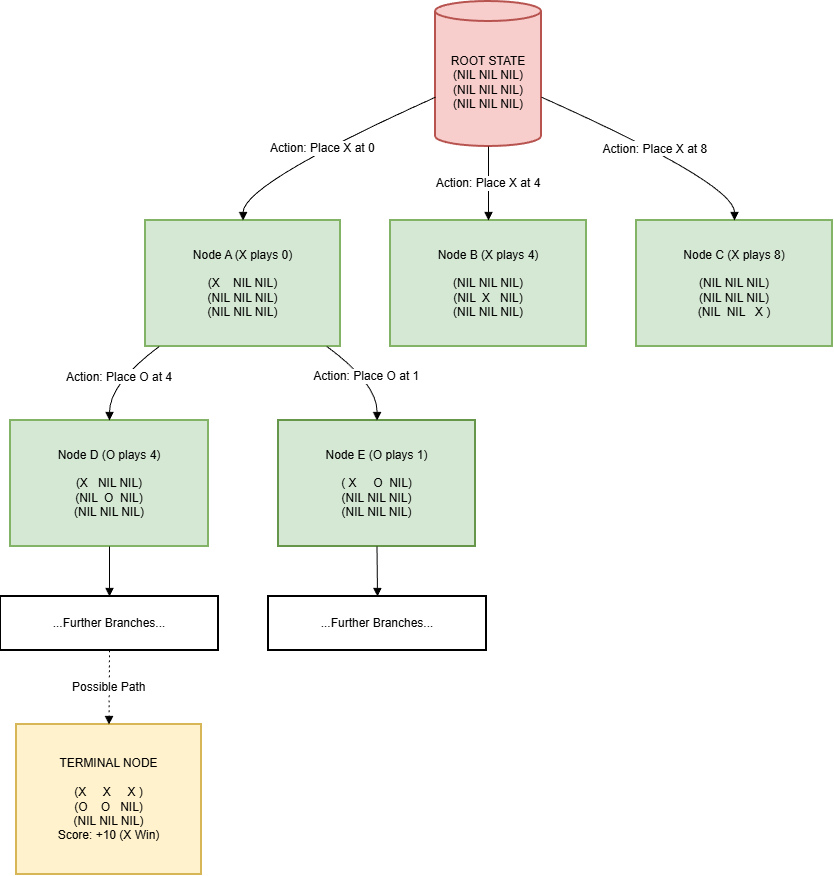 ROOT STATE
(NIL NIL NIL)
(NIL NIL NIL)
(NIL NIL NIL)
Action: Place X at 0
Action: Place X at 4
Action: Place X at 8
Node A (X plays 0)
(X NIL NIL)
(NIL NIL NIL)
(NIL NIL NIL)
Node B (X plays 4)
(NIL NIL NIL)
(NIL X NIL)
(NIL NIL NIL)
Node C (X plays 8)
(NIL NIL NIL)
(NIL NIL NIL)
(NIL NIL X )
Action: Place O at 4
Action: Place O at 1
Node D (O plays 4)
(X NIL NIL)
(NIL O NIL)
(NIL NIL NIL)
Node E (O plays 1)
( X O NIL)
(NIL NIL NIL)
(NIL NIL NIL)
...Further Branches...
...Further Branches...
Possible Path
TERMINAL NODE
(X X X )
(O O NIL)
(NIL NIL NIL)
Score: +10 (X Win)